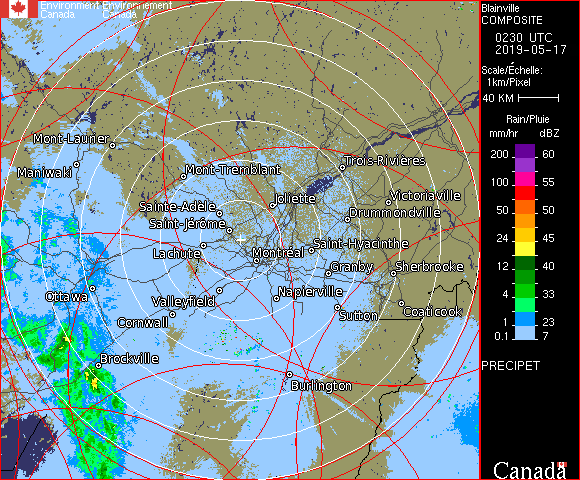 Environment Environnement
Canada Canada
Blainville
COMPOSITE
0230 UTC
2019-05-17
Scale/Échelle:
1km/Pixel
40 KM
Rain/Pluie
mm/hr dBZ
200 60
100 55
50 50
24 45
12 40
4 33
1 23
0.1 7
PRECIPET
Canada
Mont-Laurier
Maniwaki
Mont-Tremblant
Trois-Rivières
Joliette
Victoriaville
Sainte-Adele
Drummondville
Saint-Jérôme
Saint-Hyacinthe
Lachute
Montréal
Granby
Sherbrooke
Ottawa
Valleyfield
Napierville
Cornwall
Sutton
Coaticook
Brockville
Burlington